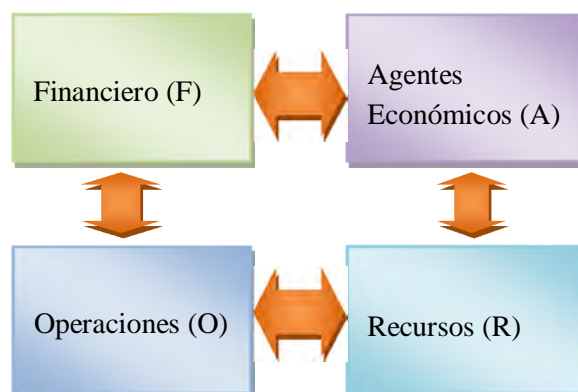 Financiero (F)
Agentes
Económicos (A)
Operaciones (O)
Recursos (R)